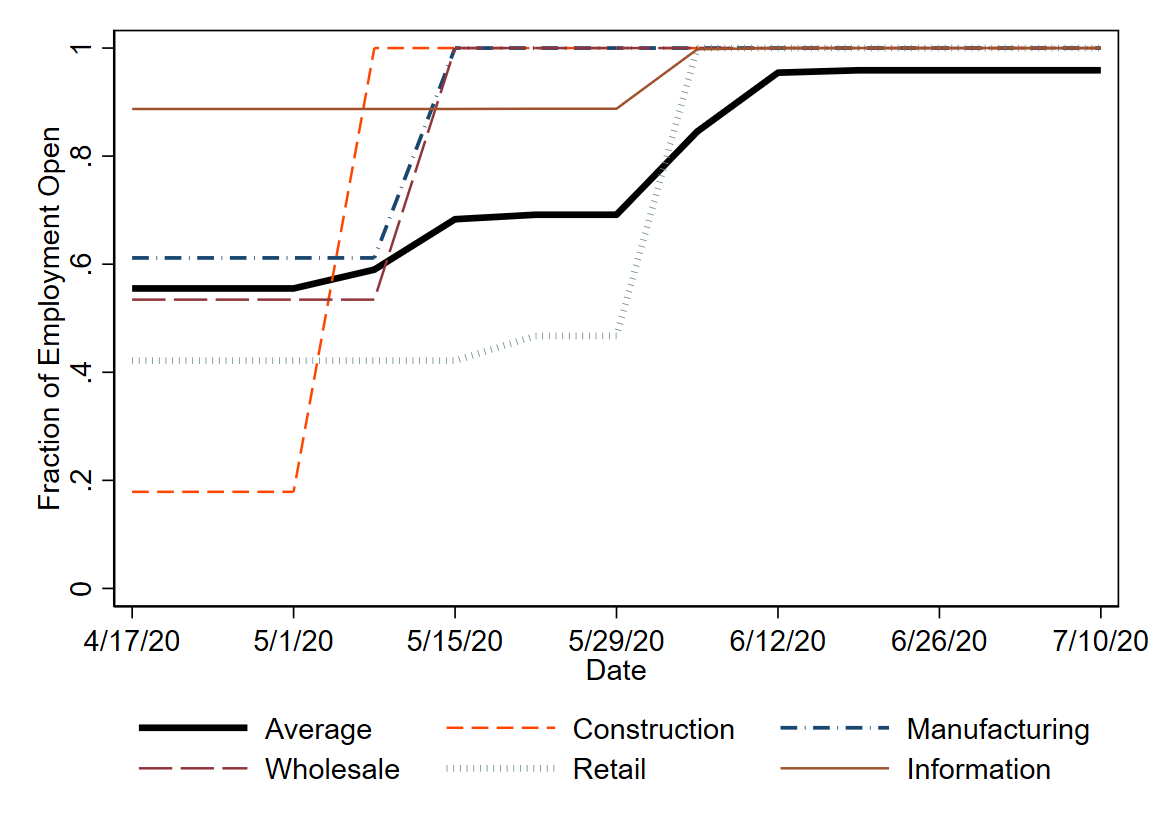 Fraction of Employment Open
1
.8
.6
.4
.2
0
4/17/20 5/1/20 5/15/20 5/29/20 6/12/20 6/26/20 7/10/20
Date
Average Construction Manufacturing
Wholesale Retail Information